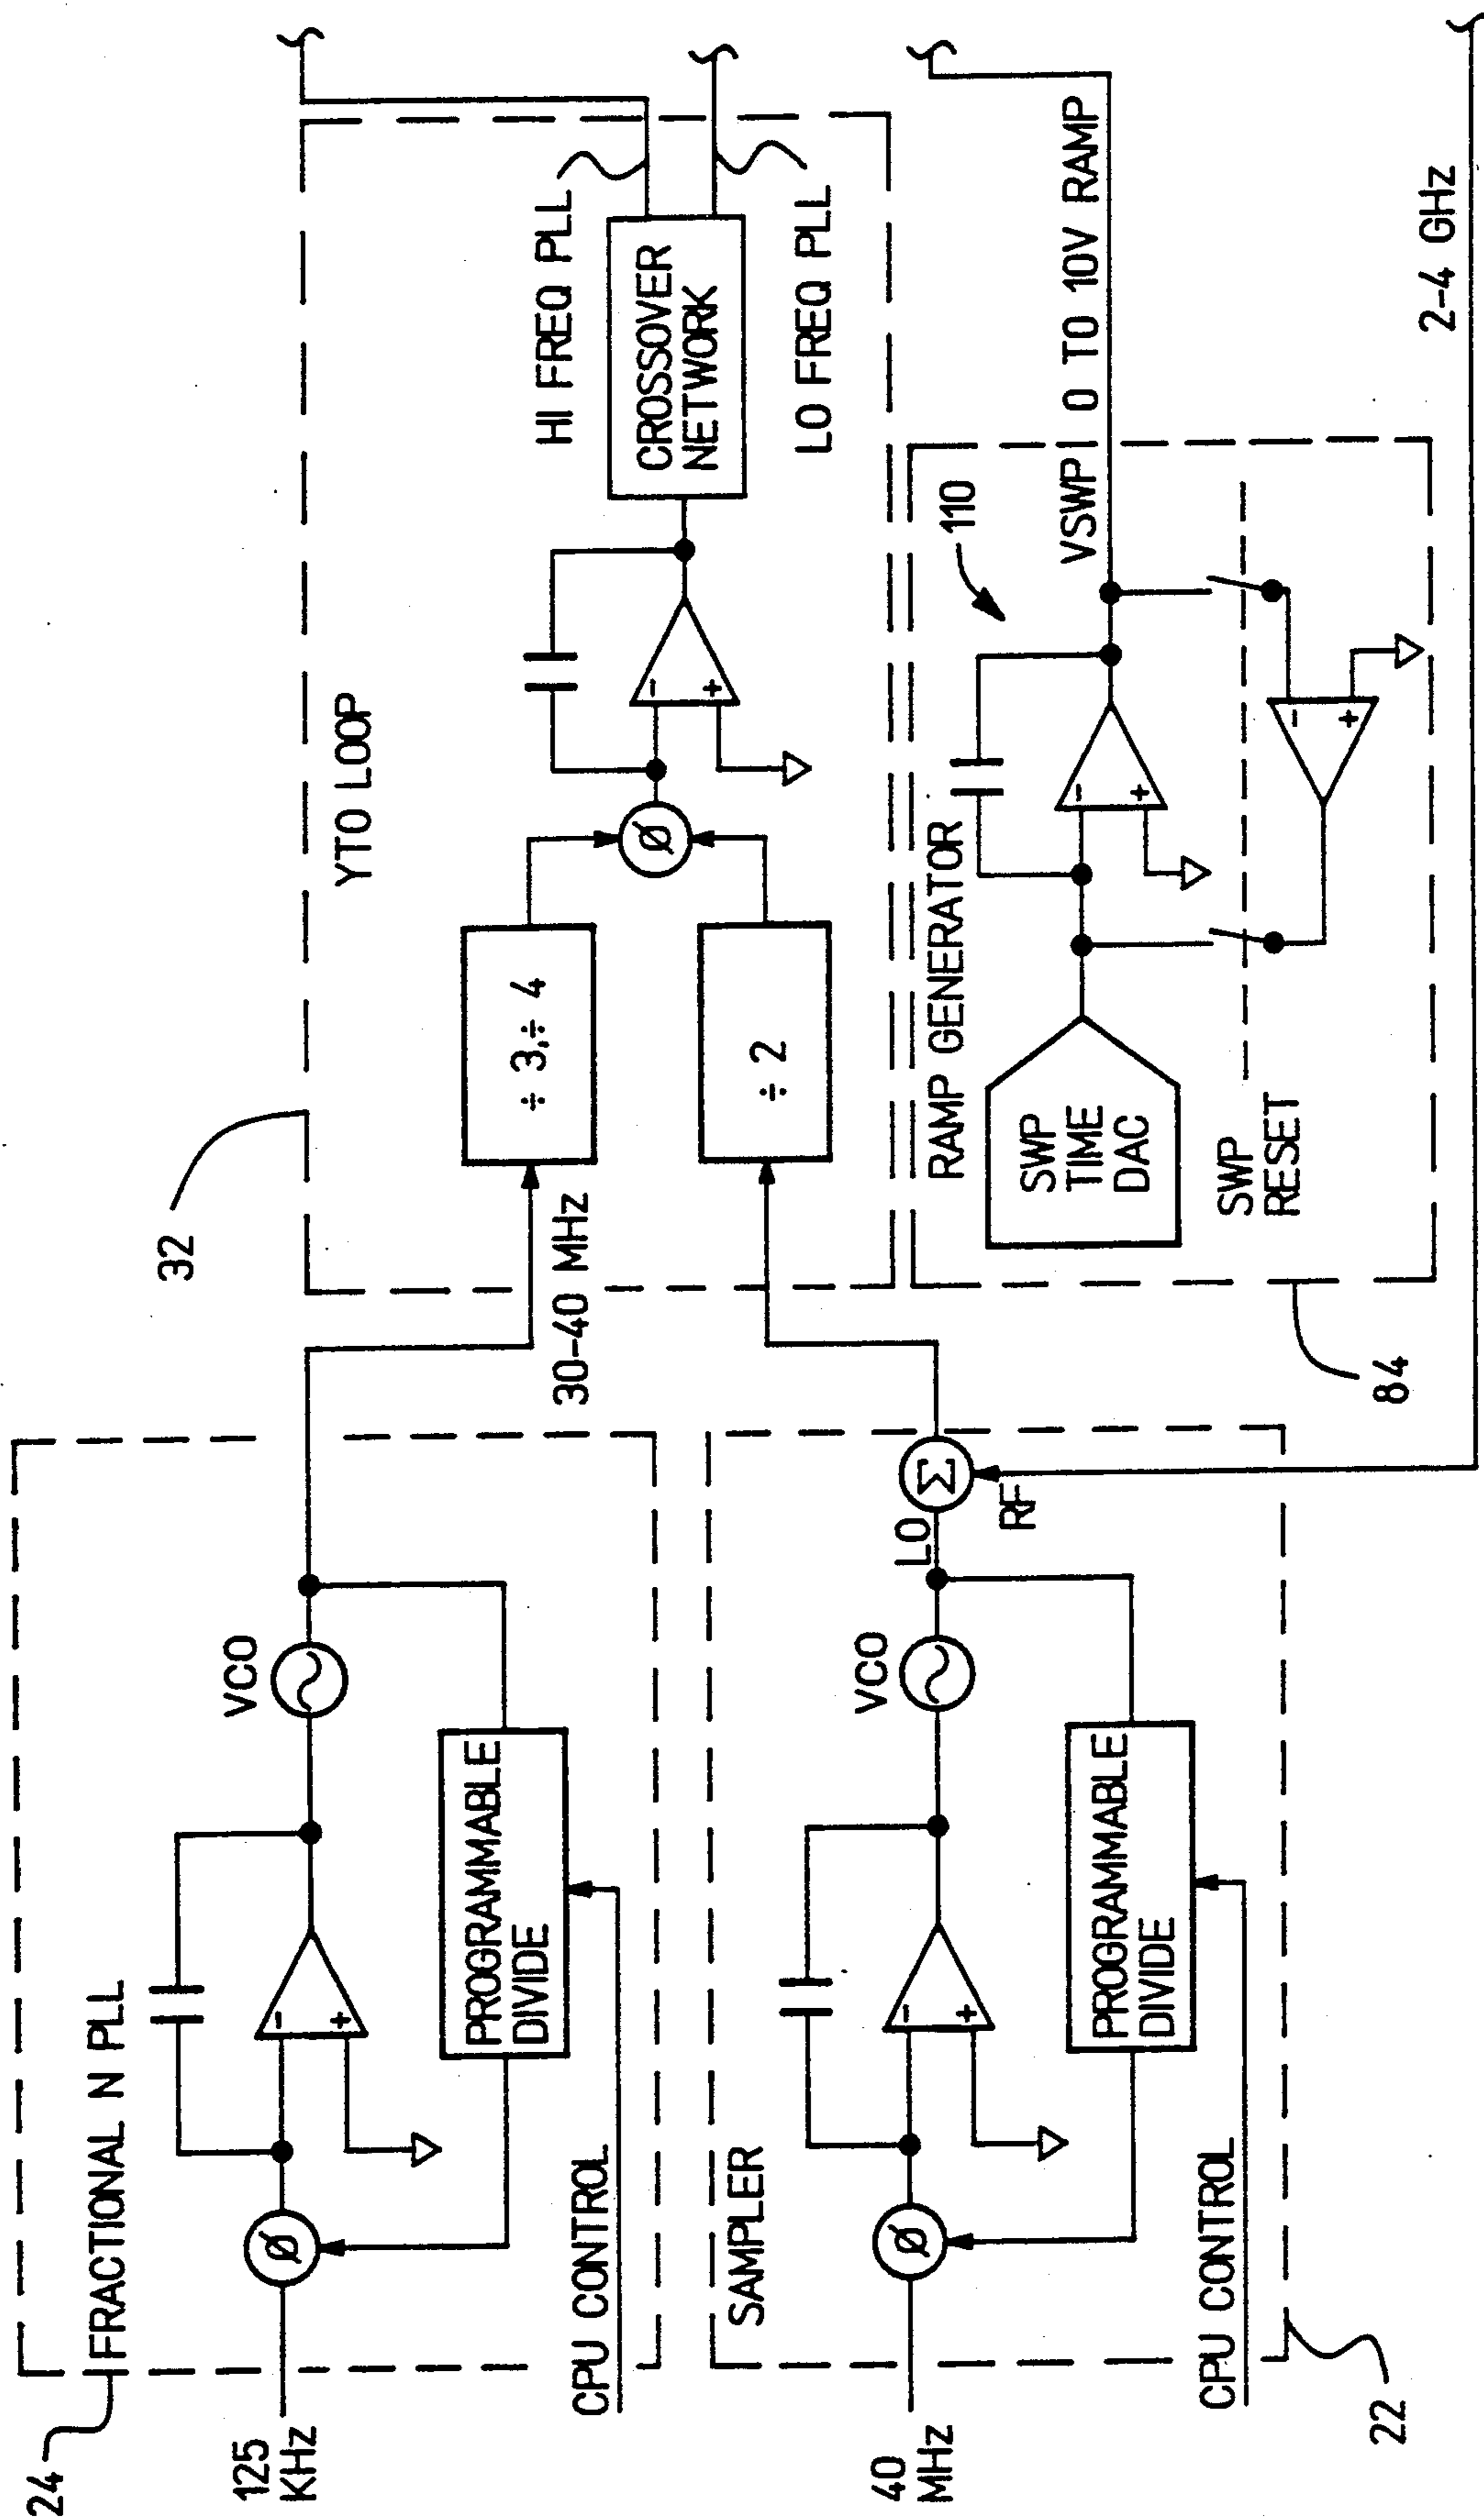 24
FRACTIONAL N PLL
125
KHz
Ø
-
+
VCO
PROGRAMMABLE
DIVIDE
CPU CONTROL
32
YTO LOOP
30-40 MHz
÷ 3,÷ 4
÷ 2
Ø
-
+
HI FREQ PLL
CROSSOVER
NETWORK
LO FREQ PLL
SAMPLER
40
MHz
Ø
-
+
VCO
LO
Σ
RF
PROGRAMMABLE
DIVIDE
CPU CONTROL
22
RAMP GENERATOR
110
SWP
TIME
DAC
-
+
VSWP
0 TO 10V RAMP
SWP
RESET
-
+
84
2-4 GHz